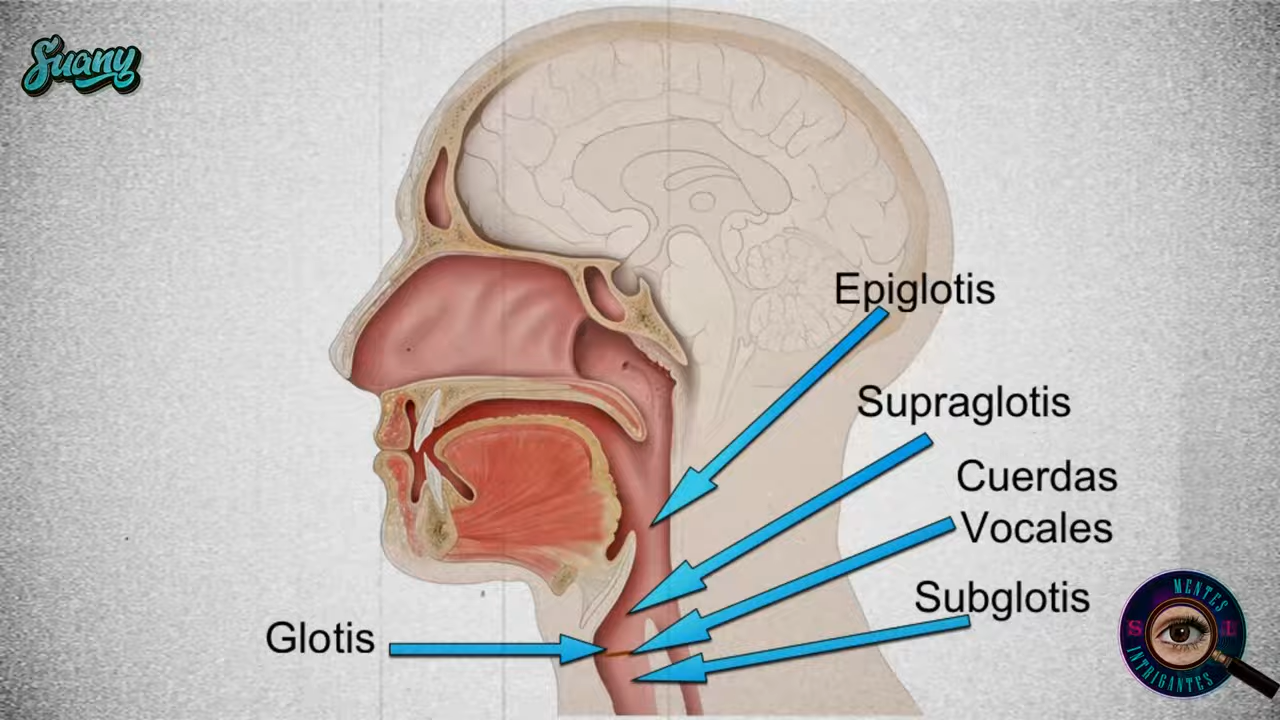 Suany
Epiglotis
Supraglotis
Cuerdas
Vocales
Subglotis
Glotis
MENTES
S L
INTRIGANTES